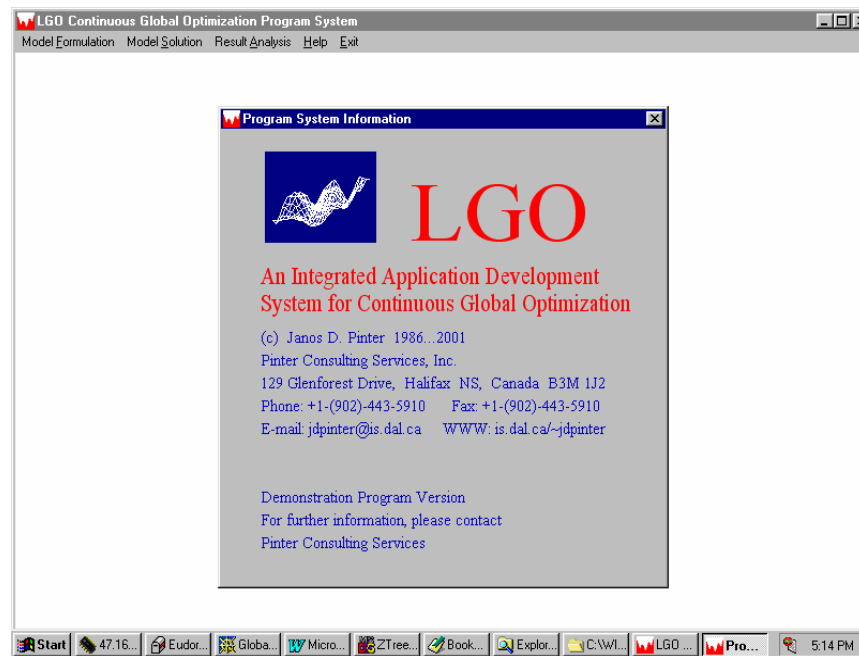 LGO Continuous Global Optimization Program System
Model Formulation Model Solution Result Analysis Help Exit
Program System Information
LGO
An Integrated Application Development
System for Continuous Global Optimization
(c) Janos D. Pinter 1986...2001
Pinter Consulting Services, Inc.
129 Glenforest Drive, Halifax NS, Canada B3M 1J2
Phone: +1-(902)-443-5910 Fax: +1-(902)-443-5910
E-mail: jdpinter@is.dal.ca WWW: is.dal.ca/~jdpinter
Demonstration Program Version
For further information, please contact
Pinter Consulting Services
Start 47.16... Eudor... Globa... Micro... ZTree... Book... Explor... C:\WI... LGO ... Pro... 5:14 PM